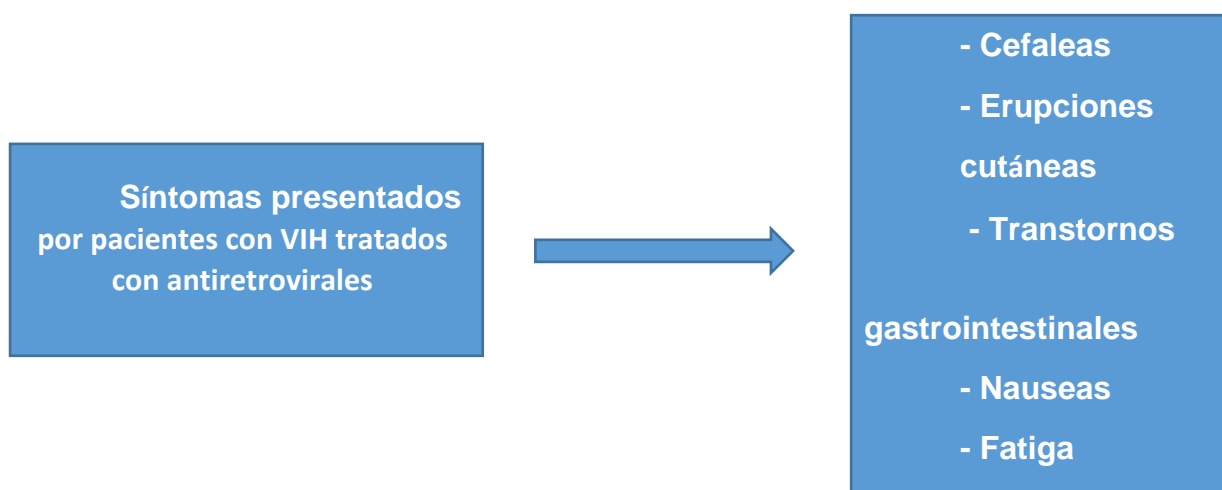 Síntomas presentados
por pacientes con VIH tratados
con antiretrovirales
- Cefaleas
- Erupciones
cutáneas
- Transtornos
gastrointestinales
- Nauseas
- Fatiga